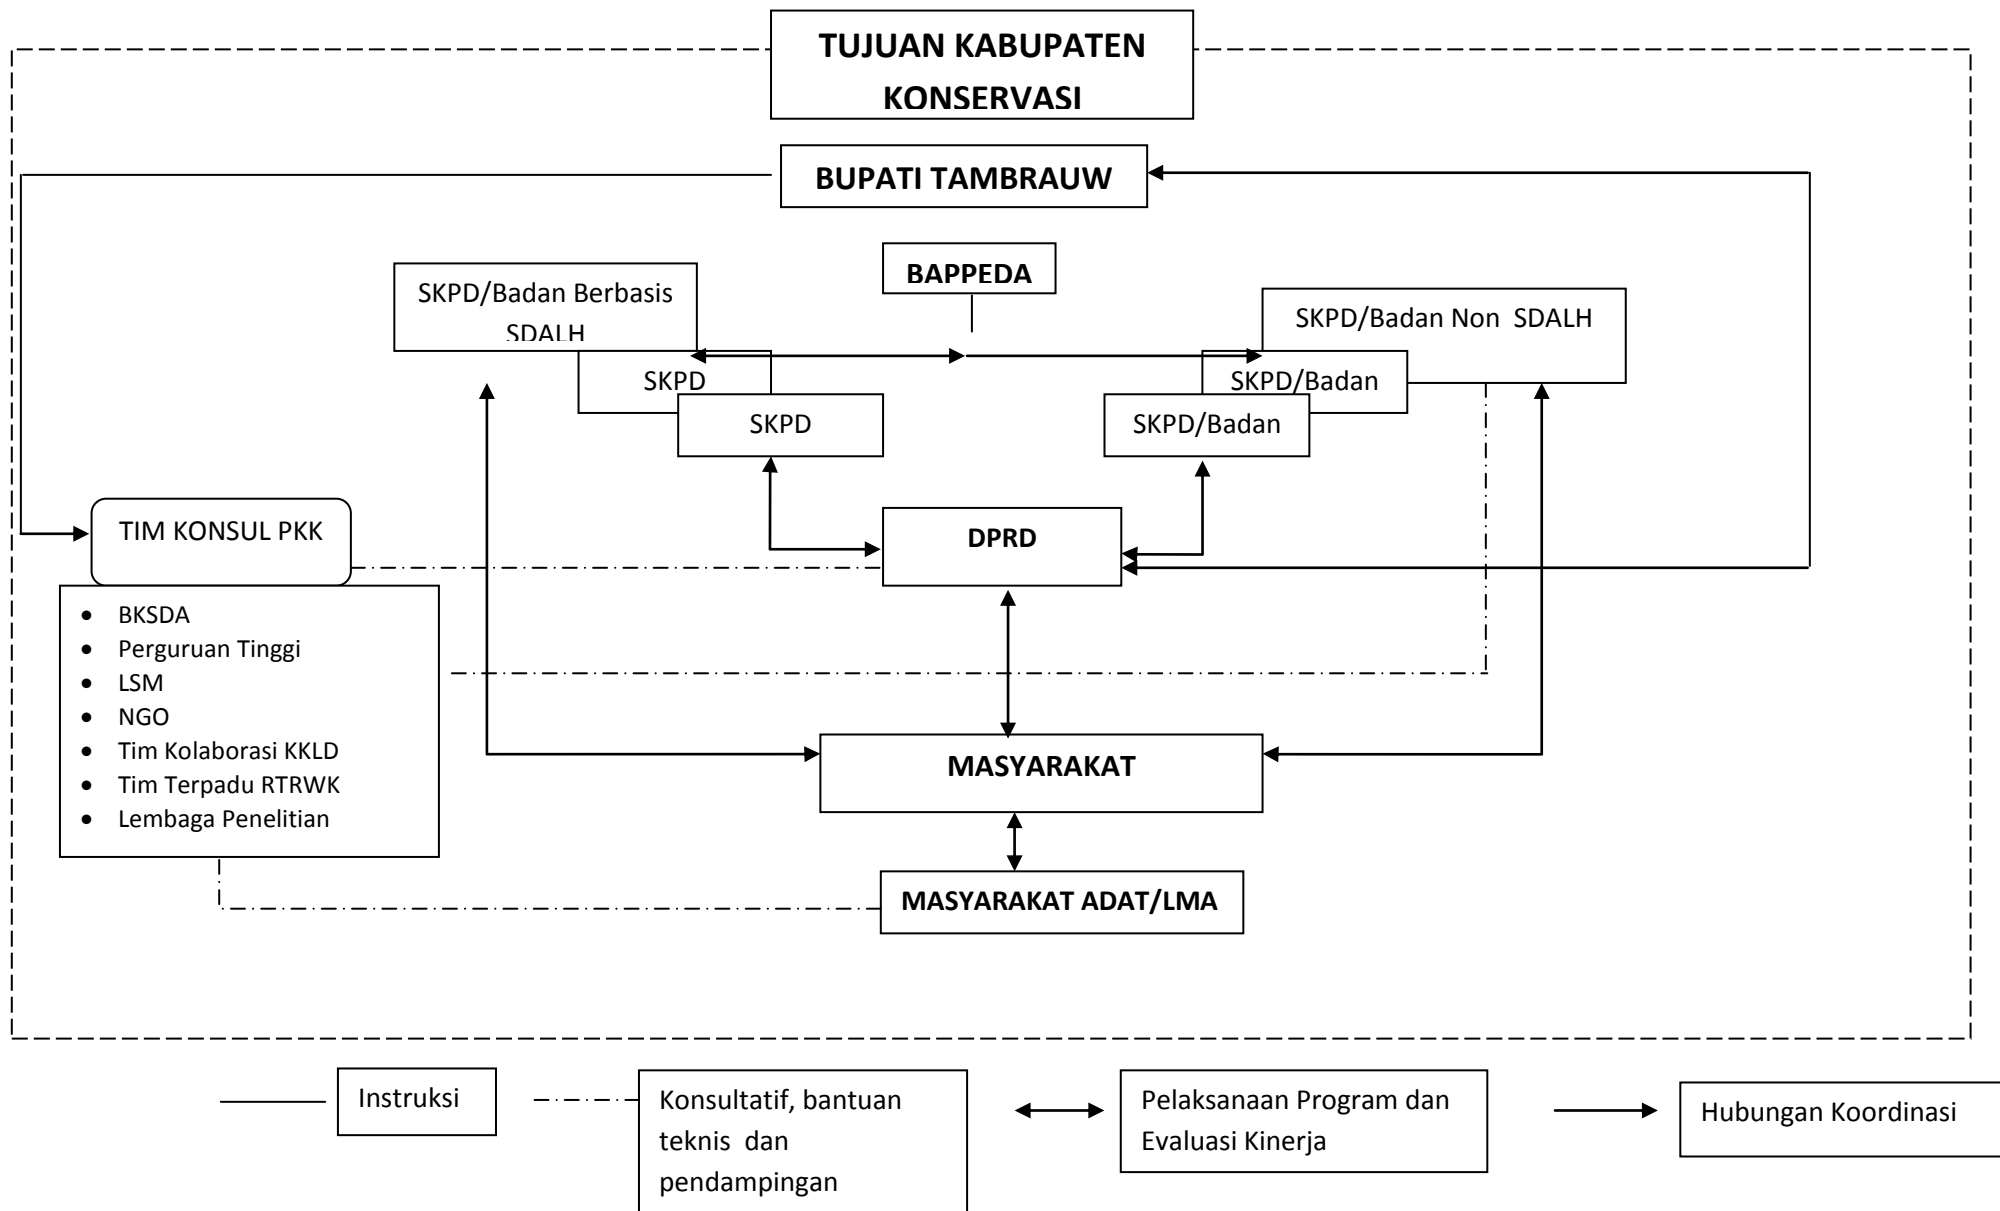 TUJUAN KABUPATEN
KONSERVASI
BUPATI TAMBRAUW
BAPPEDA
SKPD/Badan Berbasis
SDALH
SKPD/Badan Non  SDALH
SKPD
SKPD/Badan
SKPD
SKPD/Badan
TIM KONSUL PKK
DPRD
• BKSDA
• Perguruan Tinggi
• LSM
• NGO
• Tim Kolaborasi KKLD
• Tim Terpadu RTRWK
• Lembaga Penelitian
MASYARAKAT
MASYARAKAT ADAT/LMA
Instruksi
Konsultatif, bantuan
teknis  dan
pendampingan
Pelaksanaan Program dan
Evaluasi Kinerja
Hubungan Koordinasi